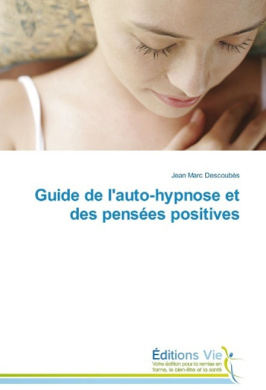 Jean Marc Descoubès
Guide de l'auto-hypnose et
des pensées positives
Éditions Vie
Votre édition pour la remise en
forme, le bien-être et la santé